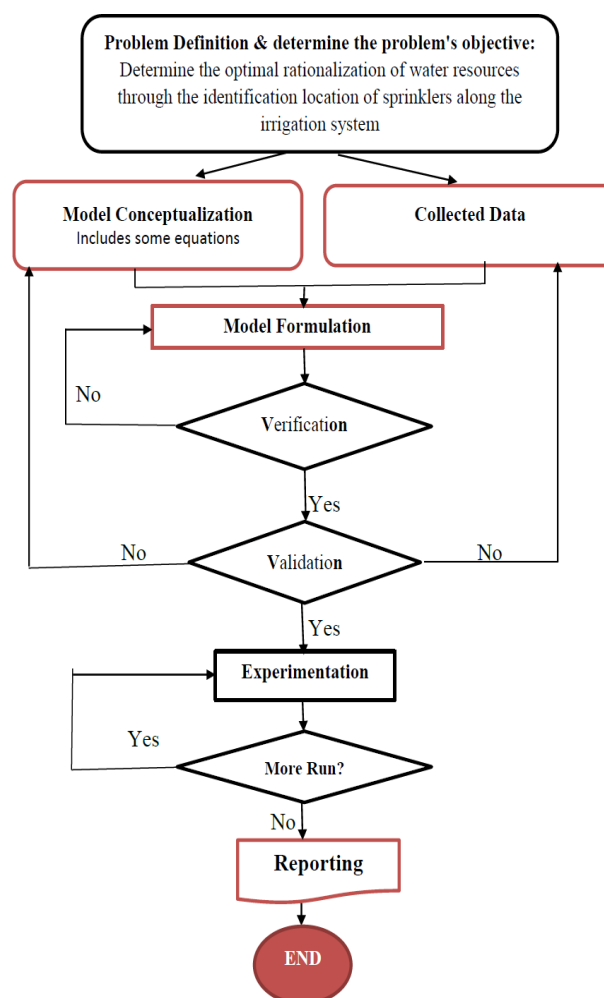 Problem Definition & determine the problem's objective:
Determine the optimal rationalization of water resources
through the identification location of sprinklers along the
irrigation system
Model Conceptualization
Includes some equations
Collected Data
Model Formulation
No
Verification
Yes
No
Validation
No
Yes
Experimentation
Yes
More Run?
No
Reporting
END